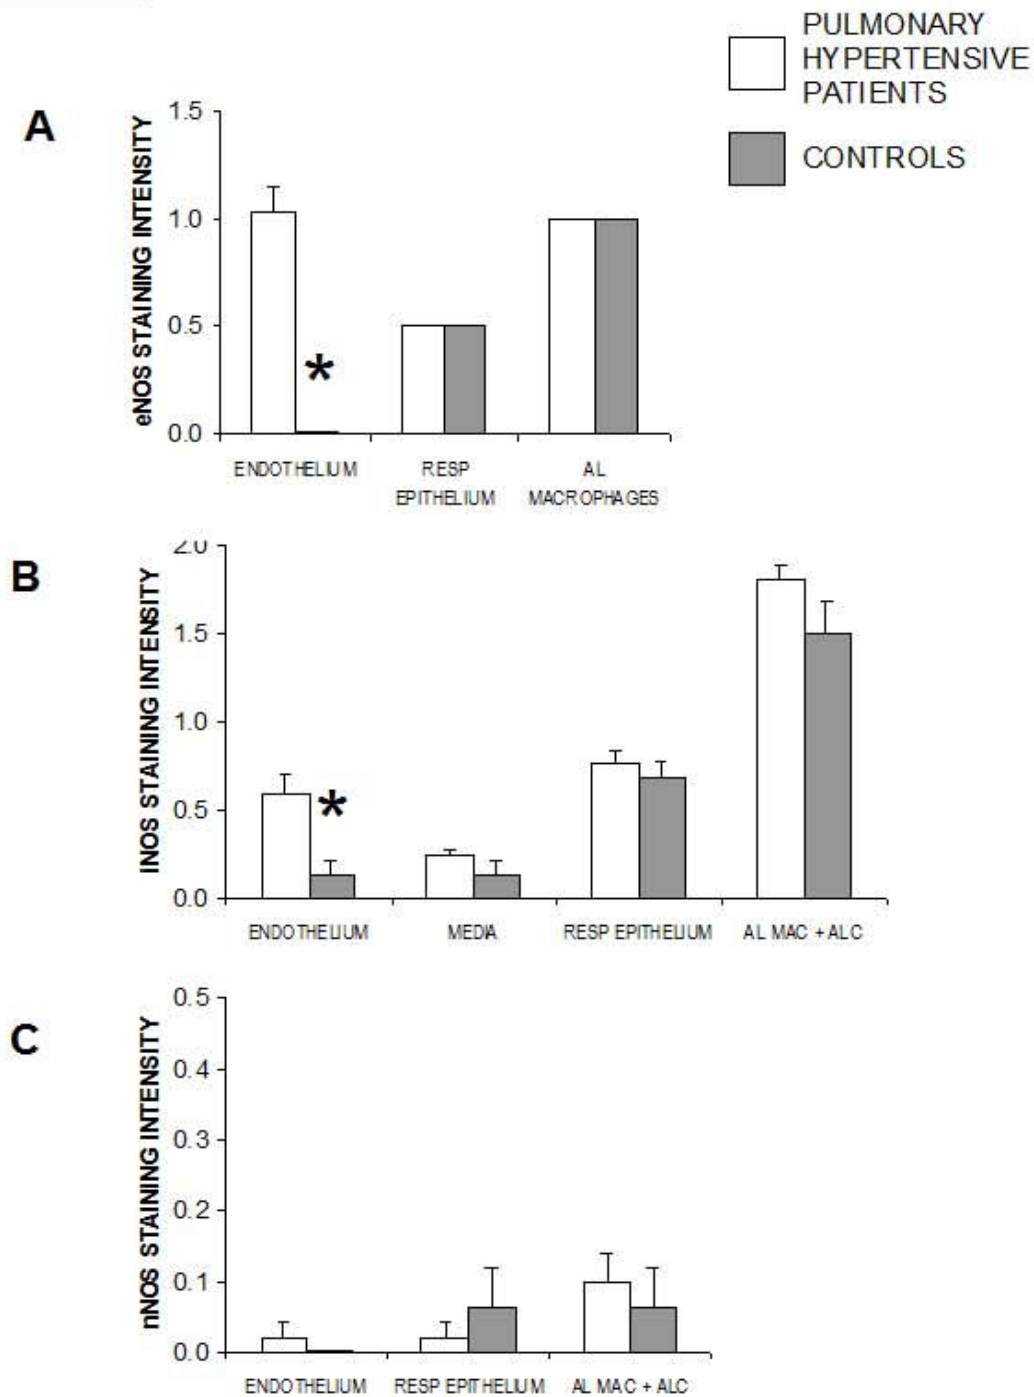 PULMONARY
HYPERTENSIVE
PATIENTS
CONTROLS
A
eNOS STAINING INTENSITY
1.5
1.0
0.5
0.0
*
ENDOTHELIUM
RESP
EPITHELIUM
AL
MACROPHAGES
B
INOS STAINING INTENSITY
2.0
1.5
1.0
0.5
0.0
*
ENDOTHELIUM
MEDIA
RESP EPITHELIUM
AL MAC + ALC
C
nNOS STAINING INTENSITY
0.5
0.4
0.3
0.2
0.1
0.0
ENDOTHELIUM
RESP EPITHELIUM
AL MAC + ALC